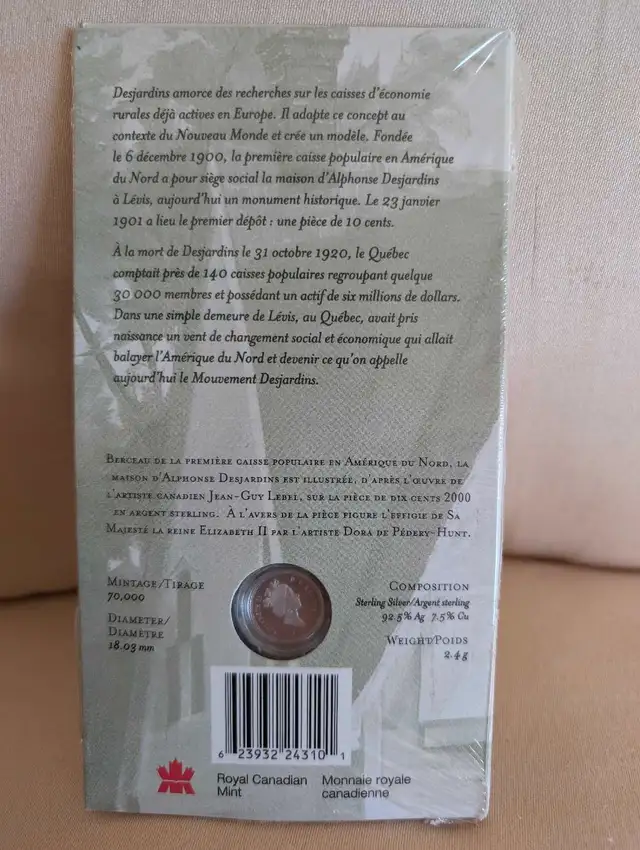 Desjardins amorce des recherches sur les caisses d'économie
rurales déjà actives en Europe. Il adapte ce concept au
contexte du Nouveau Monde et crée un modèle. Fondée
le 6 décembre 1900, la première caisse populaire en Amérique
du Nord a pour siège social la maison d'Alphonse Desjardins
à Lévis, aujourd'hui un monument historique. Le 23 janvier
1901 a lieu le premier dépôt : une pièce de 10 cents.
À la mort de Desjardins le 31 octobre 1920, le Québec
comptait près de 140 caisses populaires regroupant quelque
30 000 membres et possédant un actif de six millions de dollars.
Dans une simple demeure de Lévis, au Québec, avait pris
naissance un vent de changement social et économique qui allait
balayer l'Amérique du Nord et devenir ce qu'on appelle
aujourd'hui le Mouvement Desjardins.
Berceau de la première caisse populaire en Amérique du Nord, la
maison d'Alphonse Desjardins est illustrée, d'après l'œuvre de
l'artiste canadien Jean-Guy Lebel, sur la pièce de dix cents 2000
en argent sterling. À l'avers de la pièce figure l'effigie de Sa
Majesté la reine Elizabeth II par l'artiste Dora de Pédery-Hunt.
Mintage/Tirage
70,000
Diameter/
Diamètre
18.03 mm
Composition
Sterling Silver/Argent sterling
92.5% Ag 7.5% Cu
Weight/Poids
2.4 g
6 23932 24310 1
Royal Canadian Mint
Monnaie royale canadienne